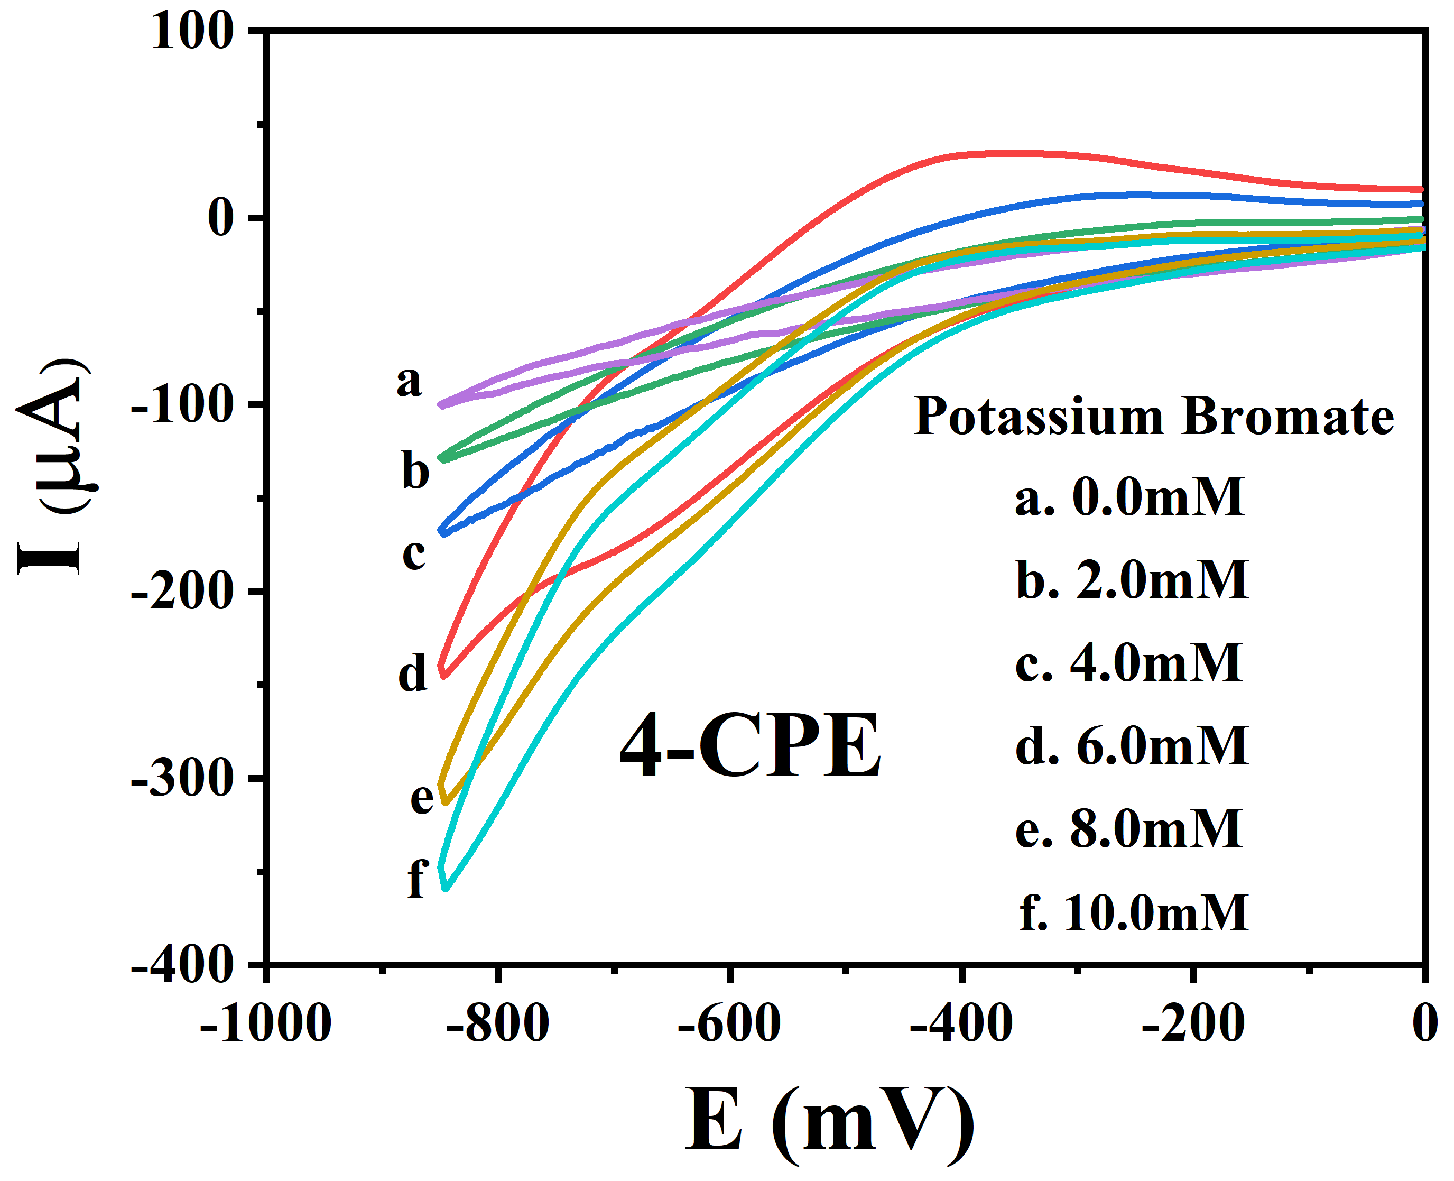 100
0
-100
-200
-300
-400
I (μA)
a
b
c
d
e
f
Potassium Bromate
a. 0.0mM
b. 2.0mM
c. 4.0mM
d. 6.0mM
e. 8.0mM
f. 10.0mM
4-CPE
-1000 -800 -600 -400 -200 0
E (mV)